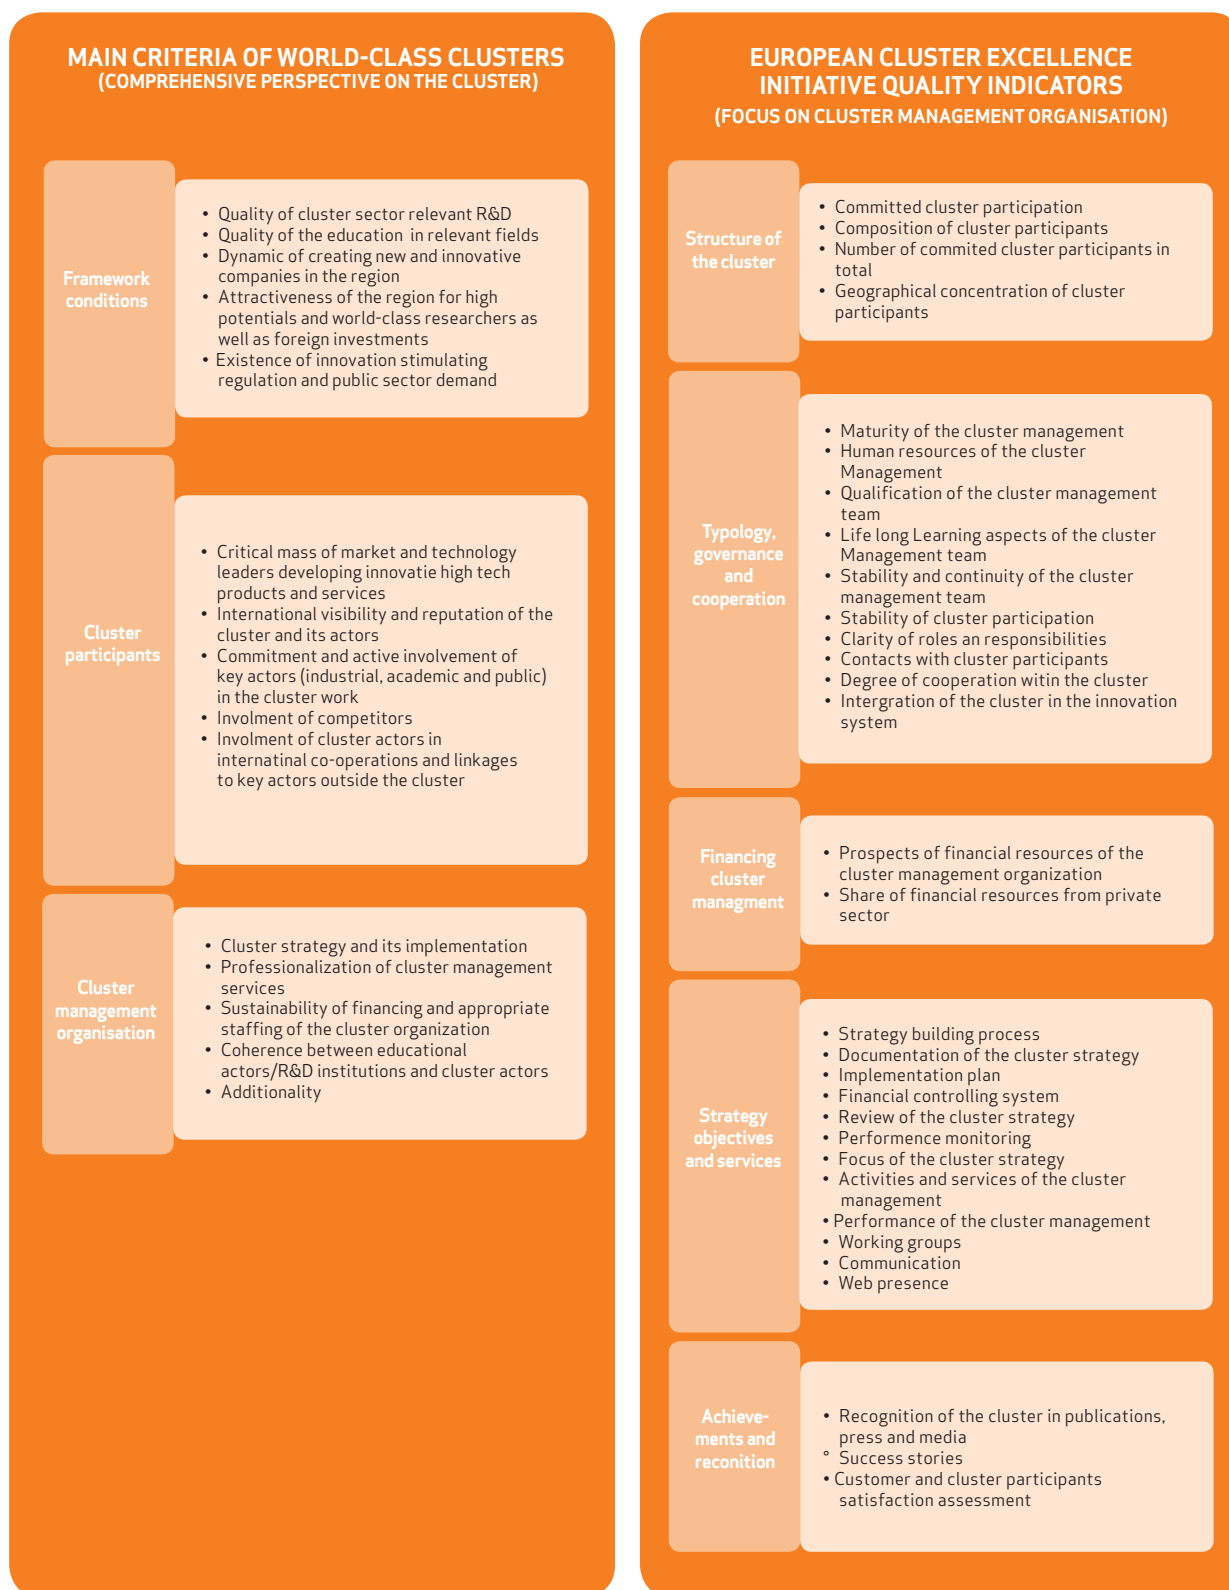 MAIN CRITERIA OF WORLD-CLASS CLUSTERS
(COMPREHENSIVE PERSPECTIVE ON THE CLUSTER)
Framework
conditions
• Quality of cluster sector relevant R&D
• Quality of the education in relevant fields
• Dynamic of creating new and innovative
companies in the region
• Attractiveness of the region for high
potentials and world-class researchers as
well as foreign investments
• Existence of innovation stimulating
regulation and public sector demand
Cluster
participants
• Critical mass of market and technology
leaders developing innovatie high tech
products and services
• International visibility and reputation of the
cluster and its actors
• Commitment and active involvement of
key actors (industrial, academic and public)
in the cluster work
• Involment of competitors
• Involment of cluster actors in
internatinal co-operations and linkages
to key actors outside the cluster
Cluster
management
organisation
• Cluster strategy and its implementation
• Professionalization of cluster management
services
• Sustainability of financing and appropriate
staffing of the cluster organization
• Coherence between educational
actors/R&D institutions and cluster actors
• Additionality
EUROPEAN CLUSTER EXCELLENCE
INITIATIVE QUALITY INDICATORS
(FOCUS ON CLUSTER MANAGEMENT ORGANISATION)
Structure of
the cluster
• Committed cluster participation
• Composition of cluster participants
• Number of commited cluster participants in
total
• Geographical concentration of cluster
participants
Typology,
governance
and
cooperation
• Maturity of the cluster management
• Human resources of the cluster
Management
• Qualification of the cluster management
team
• Life long Learning aspects of the cluster
Management team
• Stability and continuity of the cluster
management team
• Stability of cluster participation
• Clarity of roles an responsibilities
• Contacts with cluster participants
• Degree of cooperation witin the cluster
• Intergration of the cluster in the innovation
system
Financing
cluster
managment
• Prospects of financial resources of the
cluster management organization
• Share of financial resources from private
sector
Strategy
objectives
and services
• Strategy building process
• Documentation of the cluster strategy
• Implementation plan
• Financial controlling system
• Review of the cluster strategy
• Performence monitoring
• Focus of the cluster strategy
• Activities and services of the cluster
management
• Performance of the cluster management
• Working groups
• Communication
• Web presence
Achieve-
ments and
reconition
• Recognition of the cluster in publications,
press and media
° Success stories
• Customer and cluster participants
satisfaction assessment